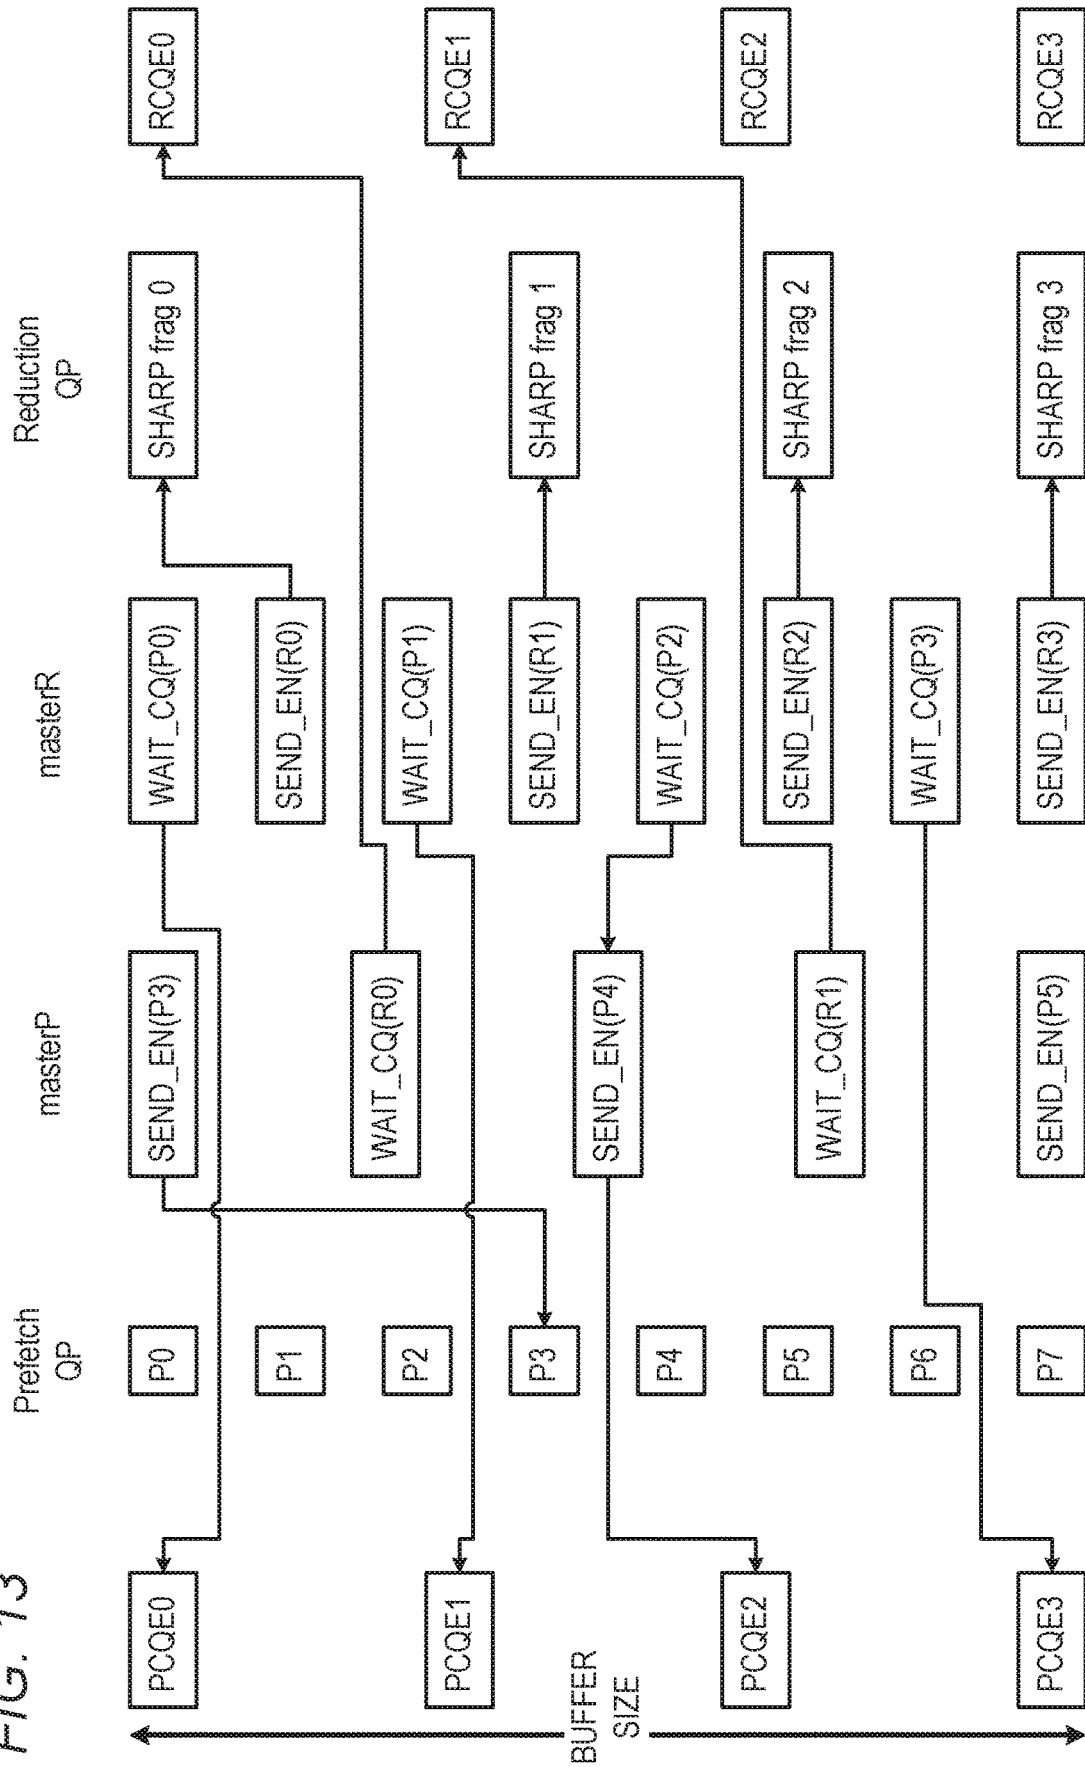 FIG. 13
Prefetch
QP
masterP
masterR
Reduction
QP
PCQE0
P0
SEND_EN(P3)
WAIT_CQ(P0)
SHARP frag 0
RCQE0
P1
SEND_EN(R0)
WAIT_CQ(R0)
P2
WAIT_CQ(P1)
PCQE1
RCQE1
P3
SEND_EN(R1)
SHARP frag 1
SEND_EN(P4)
P4
WAIT_CQ(P2)
BUFFER
SIZE
PCQE2
RCQE2
P5
SEND_EN(R2)
SHARP frag 2
WAIT_CQ(R1)
P6
WAIT_CQ(P3)
PCQE3
P7
SEND_EN(P5)
SEND_EN(R3)
SHARP frag 3
RCQE3